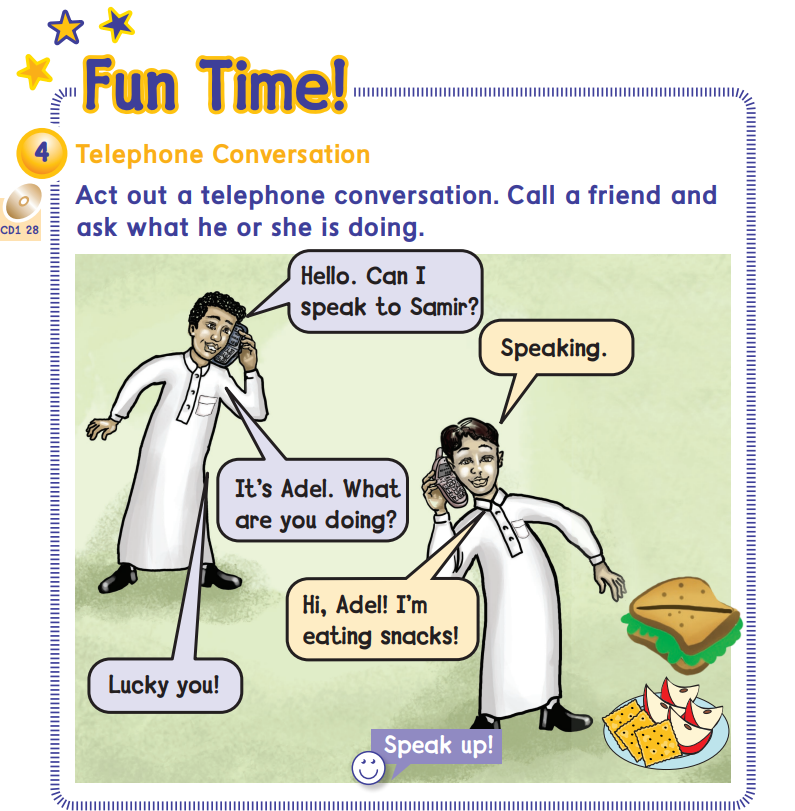 Fun Time!
4
Telephone Conversation
CD1 28
Act out a telephone conversation. Call a friend and
ask what he or she is doing.
Hello. Can I
speak to Samir?
Speaking.
It's Adel. What
are you doing?
Hi, Adel! I'm
eating snacks!
Lucky you!
Speak up!